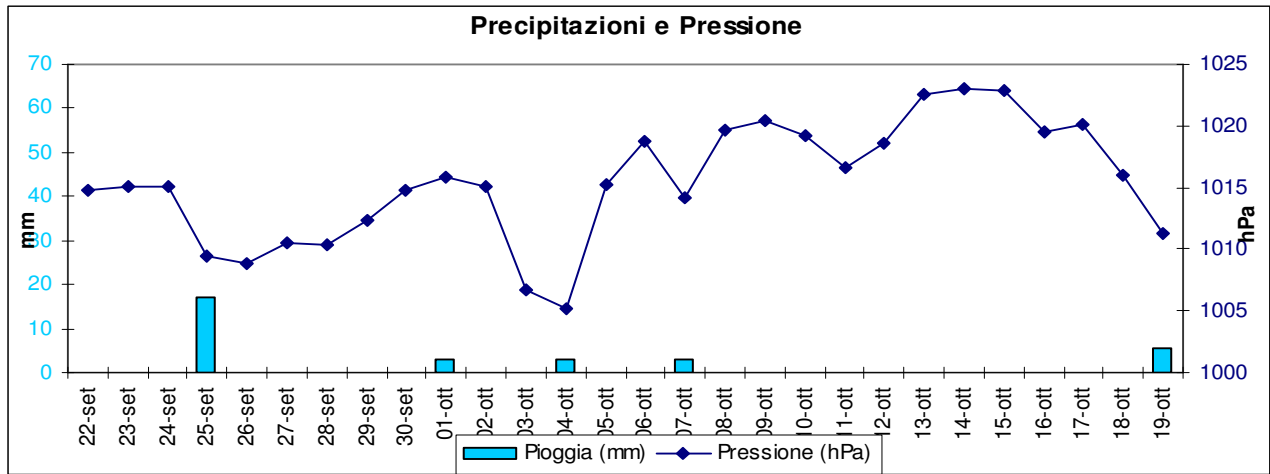 Precipitazioni e Pressione
70
60
50
40
30
20
10
0
mm
1025
1020
1015
1010
1005
1000
hPa
22-set
23-set
24-set
25-set
26-set
27-set
28-set
29-set
30-set
01-ott
02-ott
03-ott
04-ott
05-ott
06-ott
07-ott
08-ott
09-ott
10-ott
11-ott
12-ott
13-ott
14-ott
15-ott
16-ott
17-ott
18-ott
19-ott
Pioggia (mm)
Pressione (hPa)